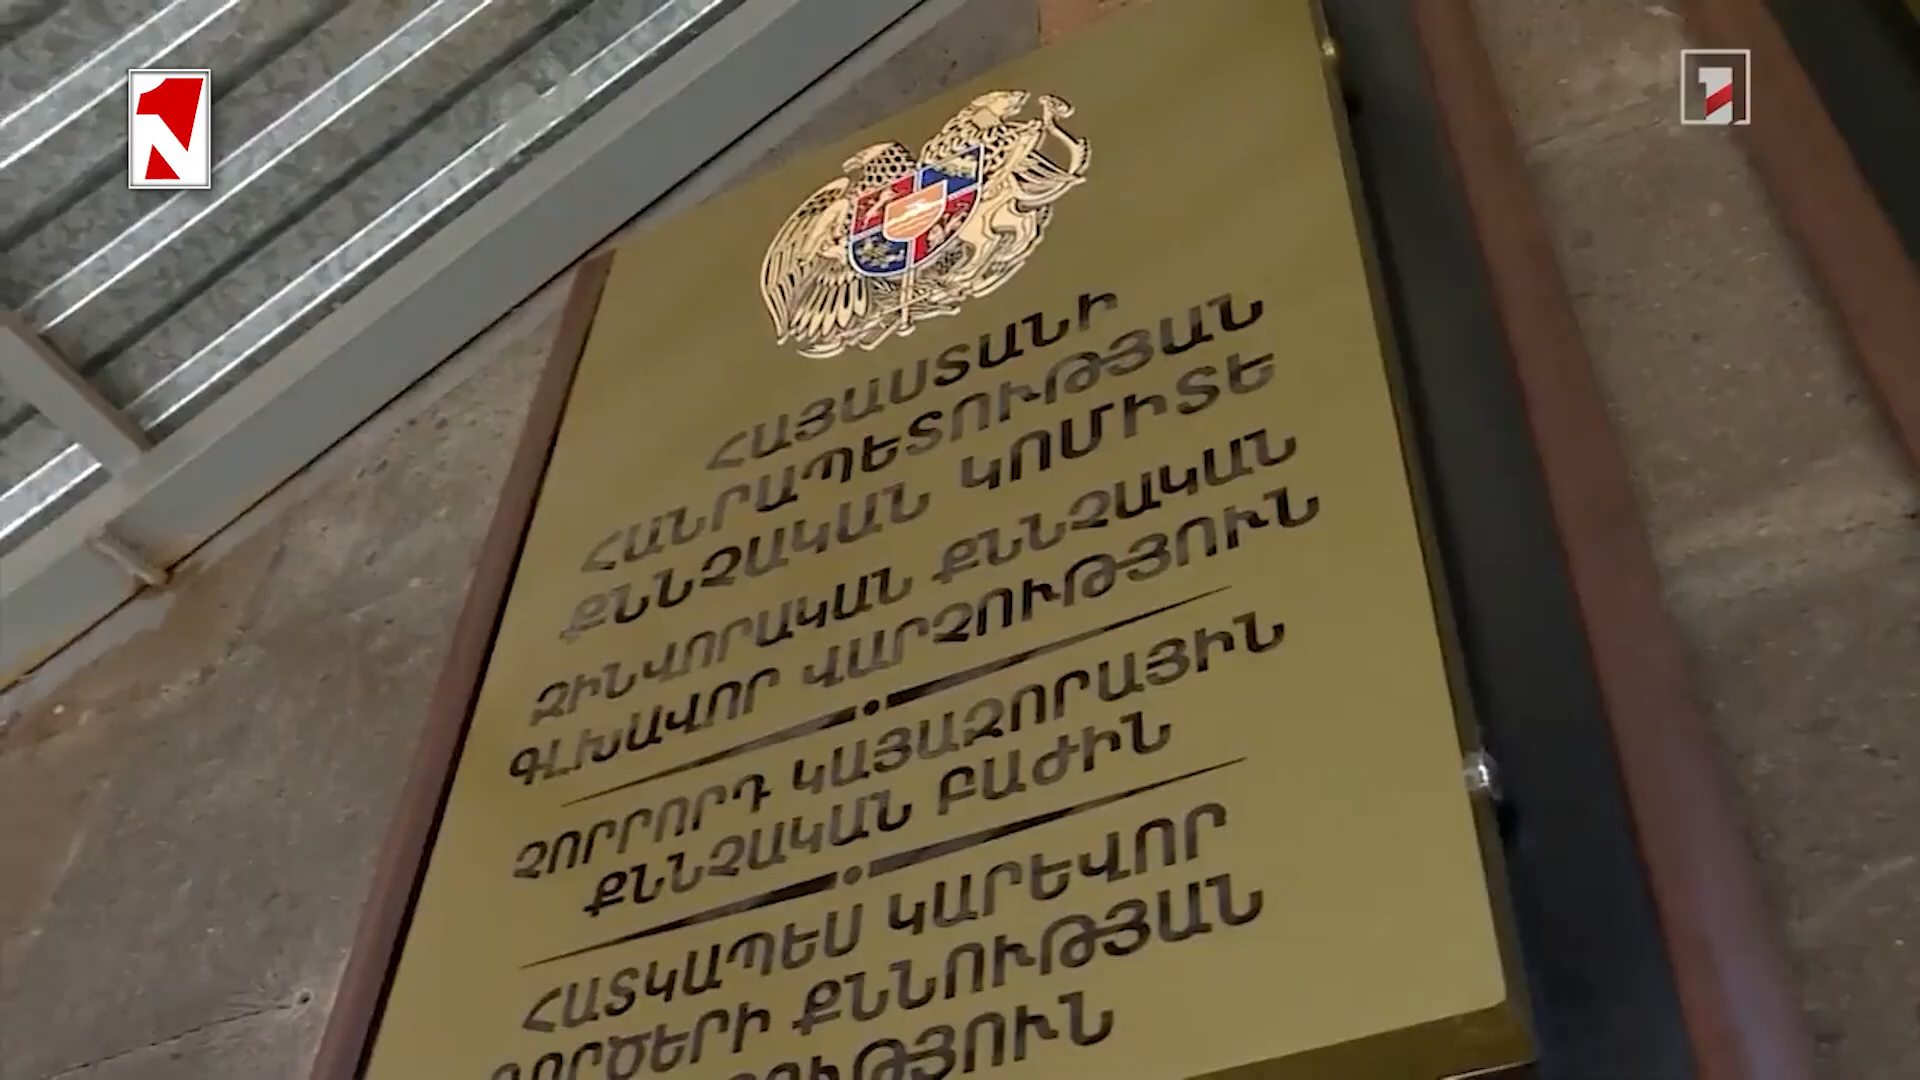 ՀԱՅԱՍՏԱՆԻ
ՀԱՆՐԱՊԵՏՈՒԹՅԱՆ
ՔՆՆՉԱԿԱՆ ԿՈՄԻՏԵ
ԶԻՆՎՈՐԱԿԱՆ ՔՆՆՉԱԿԱՆ
ԳԼԽԱՎՈՐ ՎԱՐՉՈՒԹՅՈՒՆ
ՉՈՐՐՈՐԴ ԿԱՅԱԶՈՐԱՅԻՆ
ՔՆՆՉԱԿԱՆ ԲԱԺԻՆ
ՀԱՏԿԱՊԵՍ ԿԱՐԵՎՈՐ
ԳՈՐԾԵՐԻ ՔՆՆՈՒԹՅԱՆ